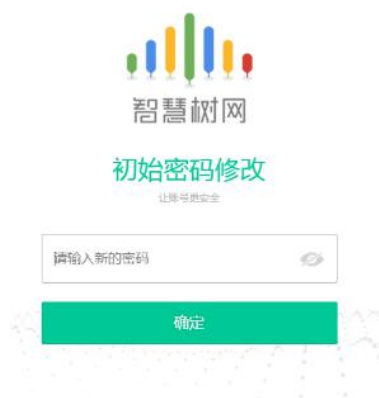 智慧树网
初始密码修改
让账号更安全
请输入新的密码
确定